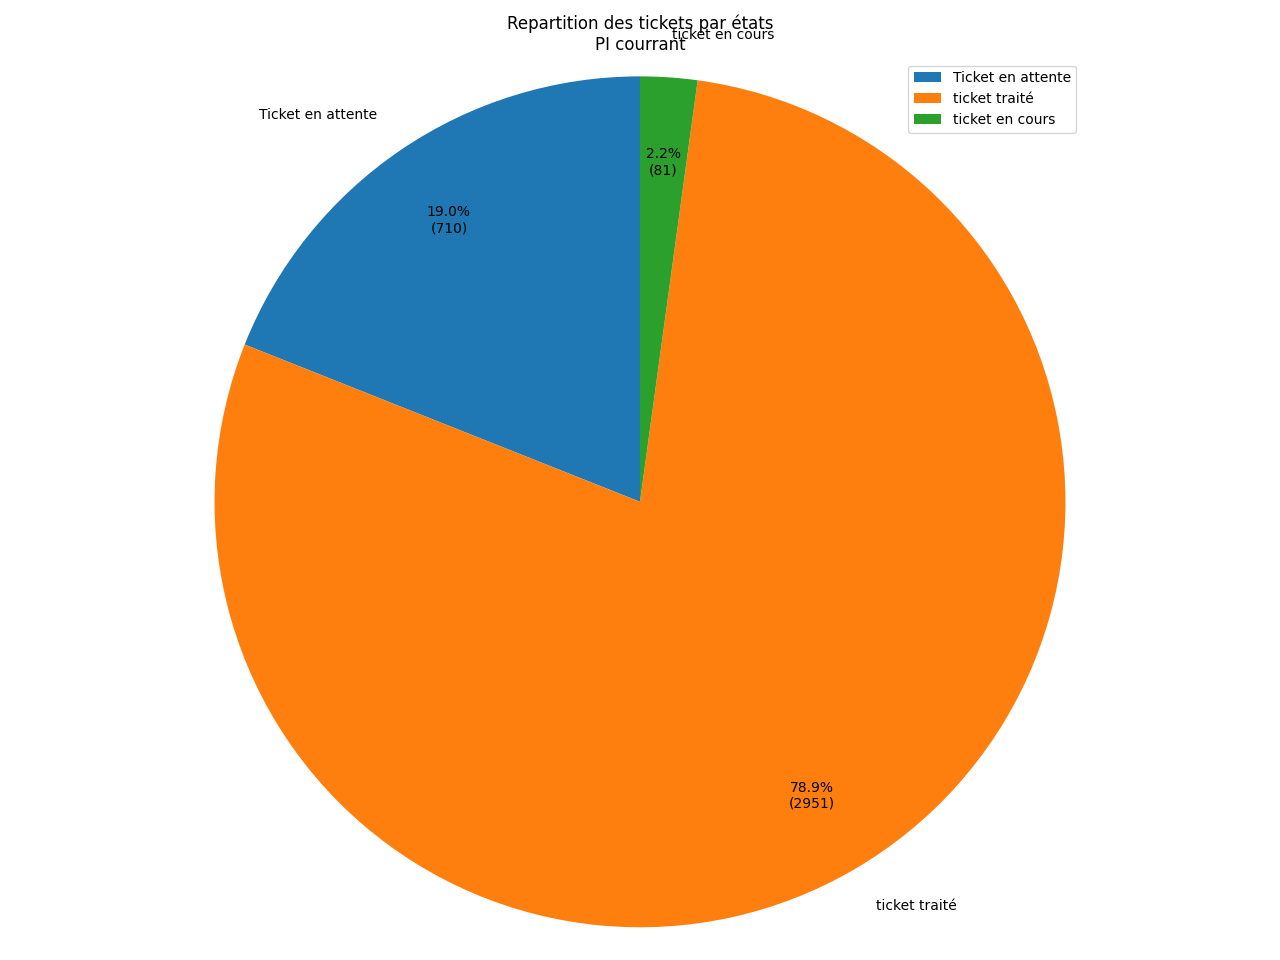 Repartition des tickets par états
PI courrant
ticket en cours
Ticket en attente
ticket traité
ticket en cours
Ticket en attente
2.2%
(81)
19.0%
(710)
78.9%
(2951)
ticket traité